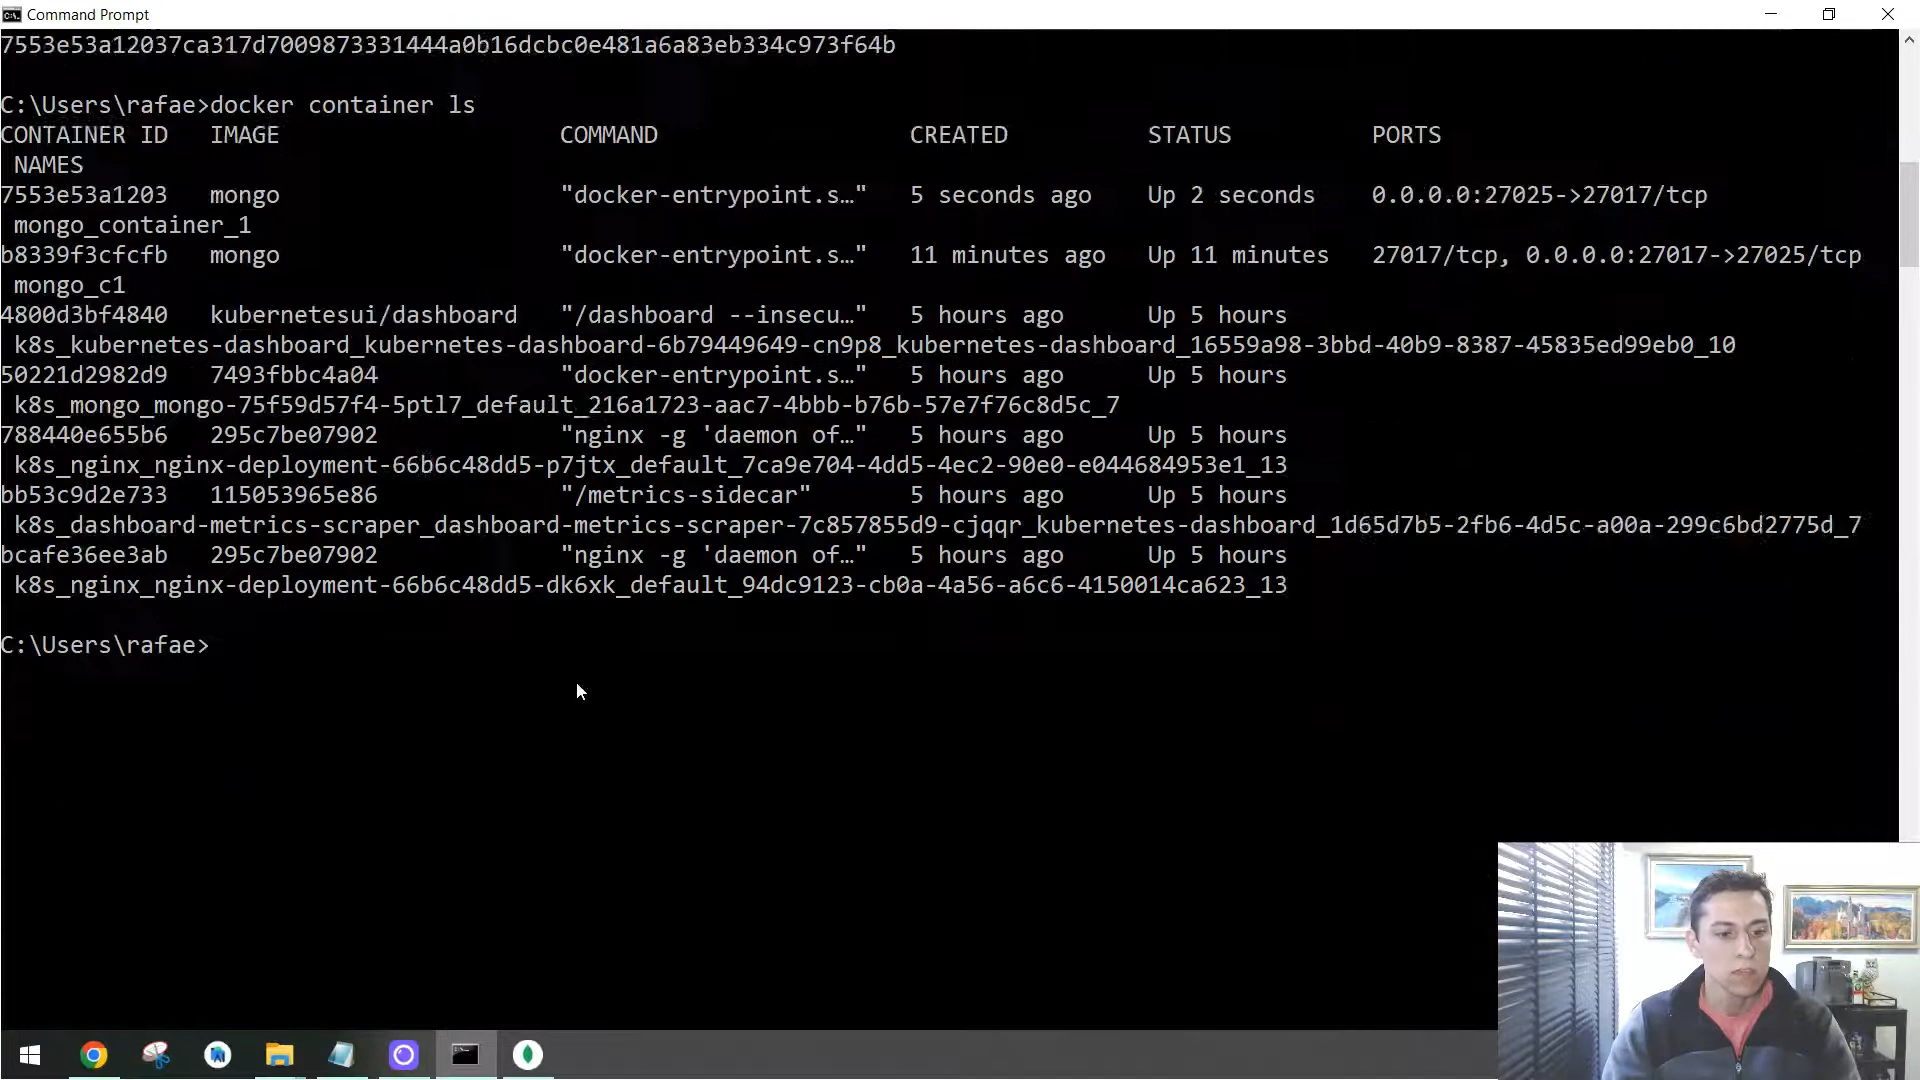 Command Prompt
7553e53a12037ca317d7009873331444a0b16dcbc0e481a6a83eb334c973f64b
C:\Users\rafae>docker container ls
CONTAINER ID   IMAGE                    COMMAND                  CREATED          STATUS          PORTS
 NAMES
7553e53a1203   mongo                    "docker-entrypoint.s…"   5 seconds ago    Up 2 seconds    0.0.0.0:27025->27017/tcp
 mongo_container_1
b8339f3cfcfb   mongo                    "docker-entrypoint.s…"   11 minutes ago   Up 11 minutes   27017/tcp, 0.0.0.0:27017->27025/tcp
 mongo_c1
4800d3bf4840   kubernetesui/dashboard   "/dashboard --insecu…"   5 hours ago      Up 5 hours
 k8s_kubernetes-dashboard_kubernetes-dashboard-6b79449649-cn9p8_kubernetes-dashboard_16559a98-3bbd-40b9-8387-45835ed99eb0_10
50221d2982d9   7493fbbc4a04             "docker-entrypoint.s…"   5 hours ago      Up 5 hours
 k8s_mongo_mongo-75f59d57f4-5ptl7_default_216a1723-aac7-4bbb-b76b-57e7f76c8d5c_7
788440e655b6   295c7be07902             "nginx -g 'daemon of…"   5 hours ago      Up 5 hours
 k8s_nginx_nginx-deployment-66b6c48dd5-p7jtx_default_7ca9e704-4dd5-4ec2-90e0-e044684953e1_13
bb53c9d2e733   115053965e86             "/metrics-sidecar"       5 hours ago      Up 5 hours
 k8s_dashboard-metrics-scraper_dashboard-metrics-scraper-7c857855d9-cjqqr_kubernetes-dashboard_1d65d7b5-2fb6-4d5c-a00a-299c6bd2775d_7
bcafe36ee3ab   295c7be07902             "nginx -g 'daemon of…"   5 hours ago      Up 5 hours
 k8s_nginx_nginx-deployment-66b6c48dd5-dk6xk_default_94dc9123-cb0a-4a56-a6c6-4150014ca623_13
C:\Users\rafae>